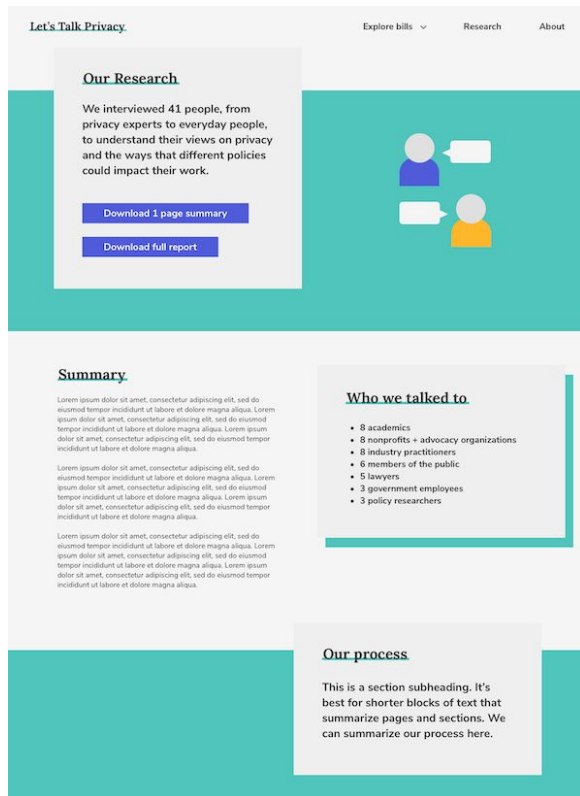 Let's Talk Privacy
Explore bills
Research
About
Our Research
We interviewed 41 people, from
privacy experts to everyday people,
to understand their views on privacy
and the ways that different policies
could impact their work.
Download 1 page summary
Download full report
Summary
Lorem ipsum dolor sit amet, consectetur adipiscing elit, sed do
eiusmod tempor incididunt ut labore et dolore magna aliqua. Lorem
ipsum dolor sit amet, consectetur adipiscing elit, sed do eiusmod
tempor incididunt ut labore et dolore magna aliqua. Lorem ipsum
dolor sit amet, consectetur adipiscing elit, sed do eiusmod tempor
incididunt ut labore et dolore magna aliqua.
Lorem ipsum dolor sit amet, consectetur adipiscing elit, sed do
eiusmod tempor incididunt ut labore et dolore magna aliqua. Lorem
ipsum dolor sit amet, consectetur adipiscing elit, sed do eiusmod
tempor incididunt ut labore et dolore magna aliqua. Lorem ipsum
dolor sit amet, consectetur adipiscing elit, sed do eiusmod tempor
incididunt ut labore et dolore magna aliqua.
Lorem ipsum dolor sit amet, consectetur adipiscing elit, sed do
eiusmod tempor incididunt ut labore et dolore magna aliqua. Lorem
ipsum dolor sit amet, consectetur adipiscing elit, sed do eiusmod
tempor incididunt ut labore et dolore magna aliqua. Lorem ipsum
dolor sit amet, consectetur adipiscing elit, sed do eiusmod tempor
incididunt ut labore et dolore magna aliqua.
Who we talked to
• 8 academics
• 8 nonprofits + advocacy organizations
• 8 industry practitioners
• 6 members of the public
• 5 lawyers
• 3 government employees
• 3 policy researchers
Our process
This is a section subheading. It's
best for shorter blocks of text that
summarize pages and sections. We
can summarize our process here.